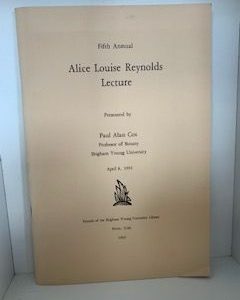 Fifth Annual
Alice Louise Reynolds
Lecture
Presented by
Paul Alan Cox
Professor of Botany
Brigham Young University
April 8,
Friends of the Brigham Young University Library
Provo, Utah